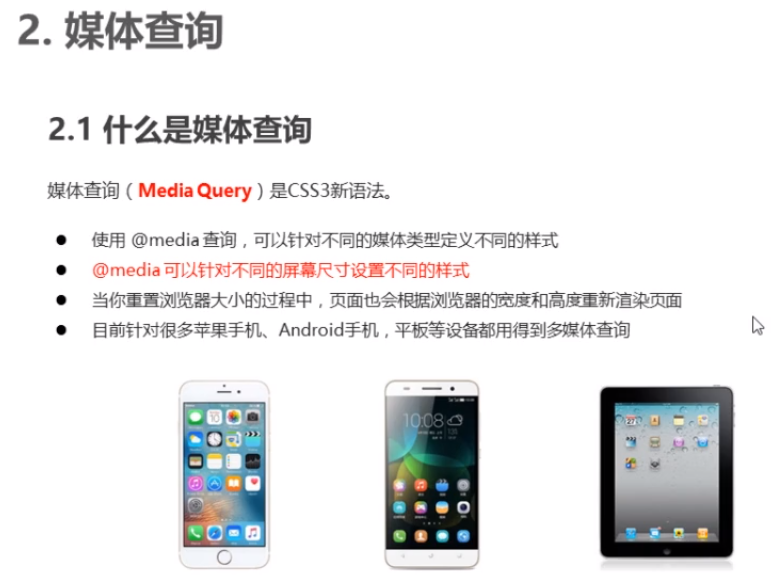 2. 媒体查询
2.1 什么是媒体查询
媒体查询（Media Query）是CSS3新语法。
● 使用 @media 查询，可以针对不同的媒体类型定义不同的样式
● @media 可以针对不同的屏幕尺寸设置不同的样式
● 当你重置浏览器大小的过程中，页面也会根据浏览器的宽度和高度重新渲染页面
● 目前针对很多苹果手机、Android手机，平板等设备都用得到多媒体查询
10:08